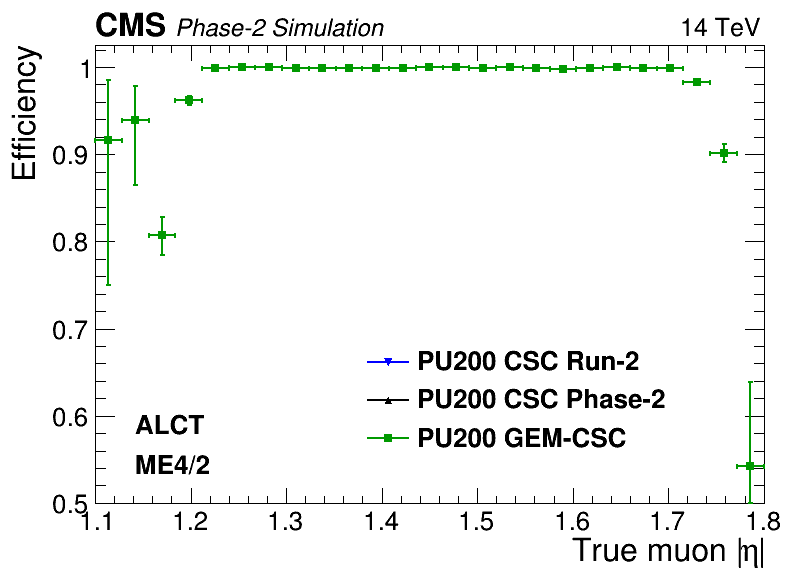 CMS Phase-2 Simulation 14 TeV
Efficiency
1
0.9
0.8
0.7
0.6
0.5
PU200 CSC Run-2
PU200 CSC Phase-2
PU200 GEM-CSC
ALCT
ME4/2
1.1 1.2 1.3 1.4 1.5 1.6 1.7 1.8
True muon |η|